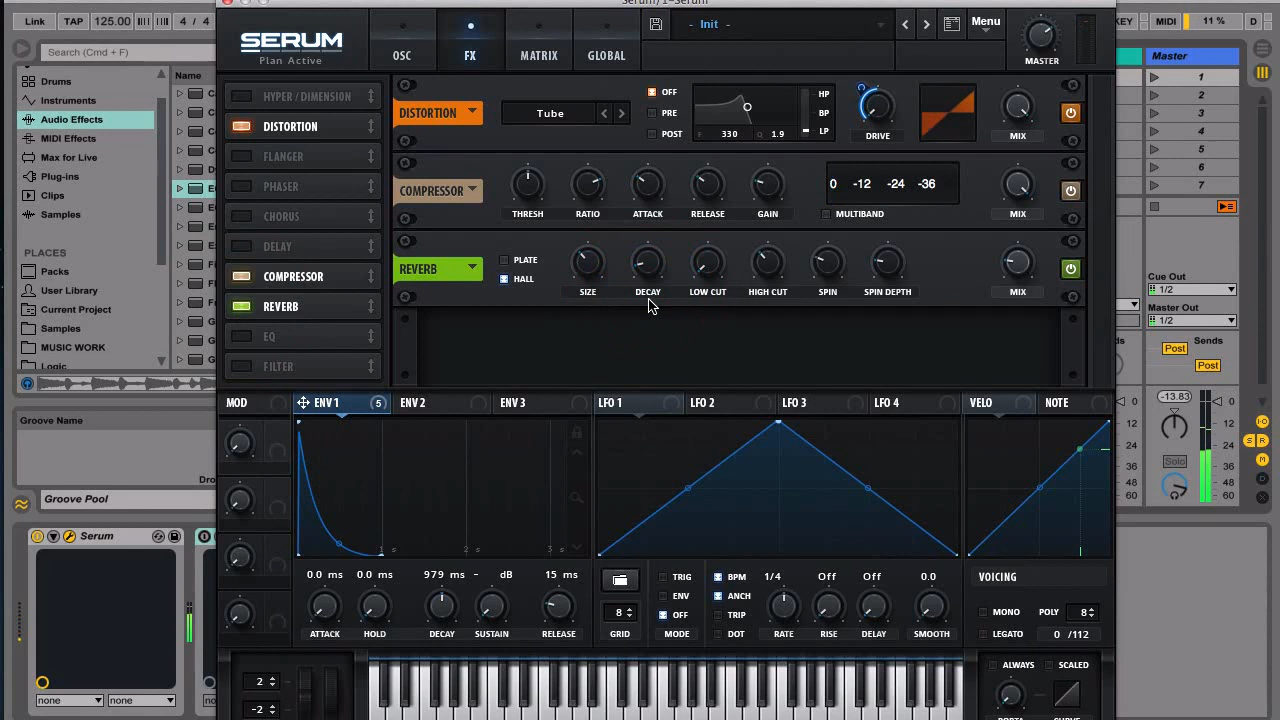 Serum/1-Serum
Link TAP 125.00 4 / 4
KEY MIDI 11 % D
Search (Cmd + F)
Drums
Instruments
Audio Effects
MIDI Effects
Max for Live
Plug-ins
Clips
Samples
PLACES
Packs
User Library
Current Project
Samples
MUSIC WORK
Logic
Name
Groove Name
Groove Pool
Serum
none
none
SERUM
Plan Active
OSC
FX
MATRIX
GLOBAL
- Init -
Menu
MASTER
HYPER / DIMENSION
DISTORTION
FLANGER
PHASER
CHORUS
DELAY
COMPRESSOR
REVERB
EQ
FILTER
DISTORTION
Tube
OFF
PRE
POST
330 Q 1.9
HP
BP
LP
DRIVE
MIX
COMPRESSOR
THRESH RATIO ATTACK RELEASE GAIN
0 -12 -24 -36
MULTIBAND
MIX
REVERB
PLATE
HALL
SIZE DECAY LOW CUT HIGH CUT SPIN SPIN DEPTH MIX
MOD
ENV 1 5
ENV 2
ENV 3
LFO 1
LFO 2
LFO 3
LFO 4
VELO
NOTE
1 s 2 s 3 s
0.0 ms 0.0 ms 979 ms - dB 15 ms
ATTACK HOLD DECAY SUSTAIN RELEASE
8
GRID
TRIG
ENV
OFF
MODE
BPM
ANCH
TRIP
DOT
1/4 Off Off 0.0
RATE RISE DELAY SMOOTH
VOICING
MONO POLY 8
LEGATO 0 /112
ALWAYS SCALED
2
-2
Master
1
2
3
4
5
6
7
Cue Out
1/2
Master Out
1/2
Sends
Post
Post
-13.83
0
12
24
36
48
60
Solo